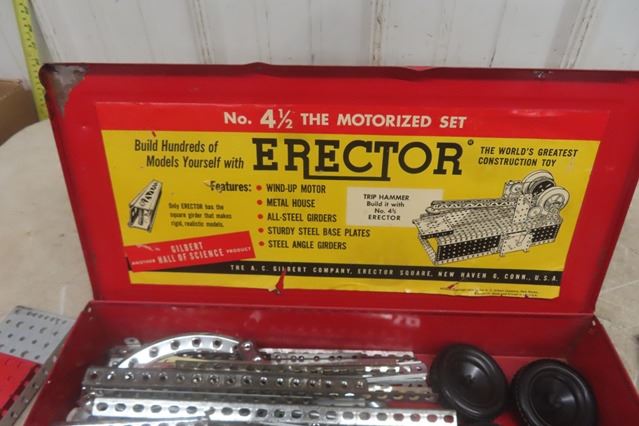 No. 4½ THE MOTORIZED SET
Build Hundreds of
Models Yourself with
ERECTOR
THE WORLD'S GREATEST
CONSTRUCTION TOY
Features:
• WIND-UP MOTOR
• METAL HOUSE
• ALL-STEEL GIRDERS
• STURDY STEEL BASE PLATES
• STEEL ANGLE GIRDERS
Only ERECTOR has the
square girder that makes
rigid, realistic models.
TRIP HAMMER
Build it with
No. 4½
ERECTOR
ANOTHER GILBERT HALL OF SCIENCE PRODUCT
THE A. C. GILBERT COMPANY, ERECTOR SQUARE, NEW HAVEN 6, CONN., U.S.A.